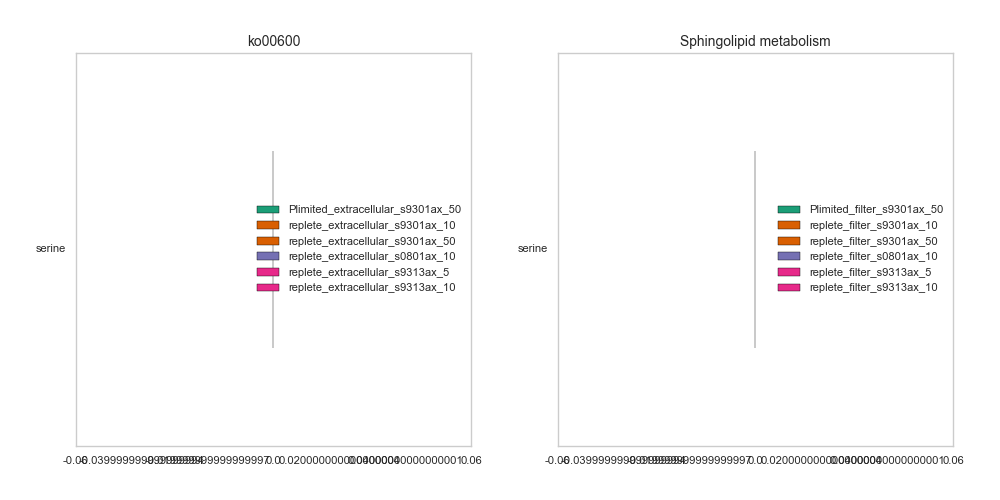 ko00600
Sphingolipid metabolism
serine
Plimited_extracellular_s9301ax_50
replete_extracellular_s9301ax_10
replete_extracellular_s9301ax_50
replete_extracellular_s0801ax_10
replete_extracellular_s9313ax_5
replete_extracellular_s9313ax_10
serine
Plimited_filter_s9301ax_50
replete_filter_s9301ax_10
replete_filter_s9301ax_50
replete_filter_s0801ax_10
replete_filter_s9313ax_5
replete_filter_s9313ax_10
-0.06 0.0 0.06
-0.06 0.0 0.06